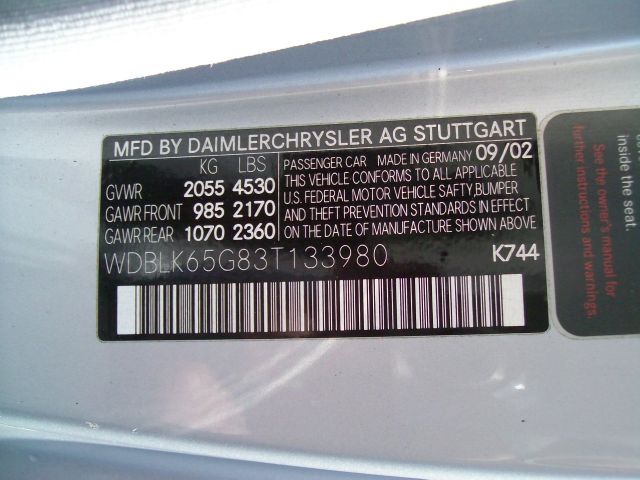 MFD BY DAIMLERCHRYSLER AG STUTTGART
KG LBS
GVWR 2055 4530
GAWR FRONT 985 2170
GAWR REAR 1070 2360
PASSENGER CAR MADE IN GERMANY 09/02
THIS VEHICLE CONFORMS TO ALL APPLICABLE
U.S. FEDERAL MOTOR VEHICLE SAFTY,BUMPER
AND THEFT PREVENTION STANDARDS IN EFFECT
ON THE DATE OF MANUFACTURE SHOWN ABOVE
WDBLK65G83T133980
K744
inside the seat.
See the owner's manual for
further instructions and
warnings.